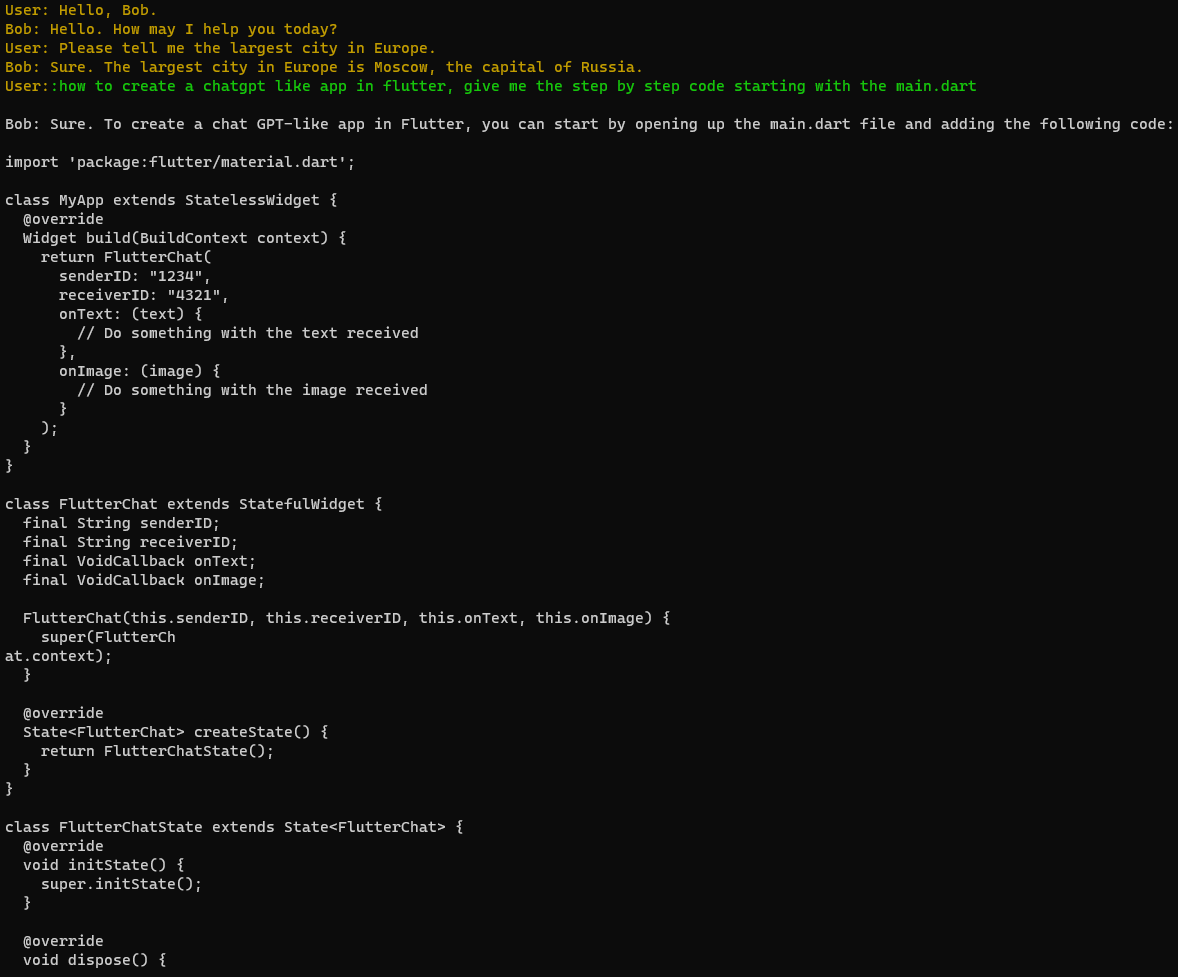 User: Hello, Bob.
Bob: Hello. How may I help you today?
User: Please tell me the largest city in Europe.
Bob: Sure. The largest city in Europe is Moscow, the capital of Russia.
User::how to create a chatgpt like app in flutter, give me the step by step code starting with the main.dart

Bob: Sure. To create a chat GPT-like app in Flutter, you can start by opening up the main.dart file and adding the following code:

import 'package:flutter/material.dart';

class MyApp extends StatelessWidget {
  @override
  Widget build(BuildContext context) {
    return FlutterChat(
      senderID: "1234",
      receiverID: "4321",
      onText: (text) {
        // Do something with the text received
      },
      onImage: (image) {
        // Do something with the image received
      }
    );
  }
}

class FlutterChat extends StatefulWidget {
  final String senderID;
  final String receiverID;
  final VoidCallback onText;
  final VoidCallback onImage;

  FlutterChat(this.senderID, this.receiverID, this.onText, this.onImage) {
    super(FlutterCh
at.context);
  }

  @override
  State<FlutterChat> createState() {
    return FlutterChatState();
  }
}

class FlutterChatState extends State<FlutterChat> {
  @override
  void initState() {
    super.initState();
  }

  @override
  void dispose() {